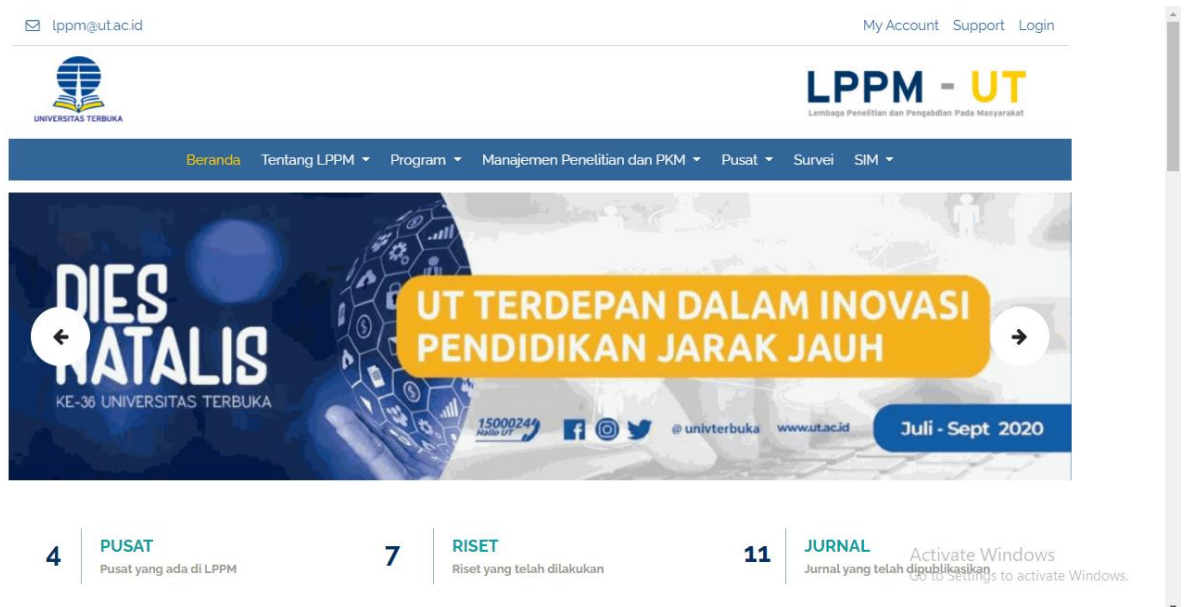 lppm@ut.ac.id
My Account Support Login
UNIVERSITAS TERBUKA
LPPM - UT
Lembaga Penelitian dan Pengabdian Pada Masyarakat
Beranda Tentang LPPM Program Manajemen Penelitian dan PKM Pusat Survei SIM
DIES
NATALIS
KE-36 UNIVERSITAS TERBUKA
UT TERDEPAN DALAM INOVASI
PENDIDIKAN JARAK JAUH
1500024
Hallo UT
@univterbuka
www.ut.ac.id
Juli - Sept 2020
4
PUSAT
Pusat yang ada di LPPM
7
RISET
Riset yang telah dilakukan
11
JURNAL
Jurnal yang telah dipublikasikan
Activate Windows
Go to Settings to activate Windows.